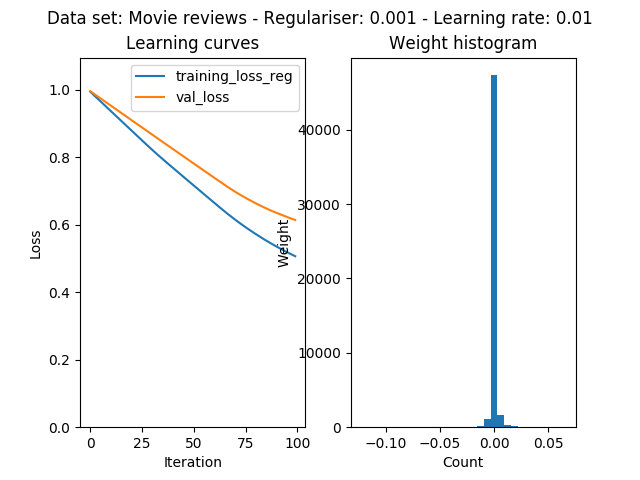 Data set: Movie reviews - Regulariser: 0.001 - Learning rate: 0.01
Learning curves
training_loss_reg
val_loss
1.0
0.8
0.6
0.4
0.2
0.0
Loss
0
25
50
75
100
Iteration
Weight histogram
40000
30000
20000
10000
0
Weight
-0.10
-0.05
0.00
0.05
Count